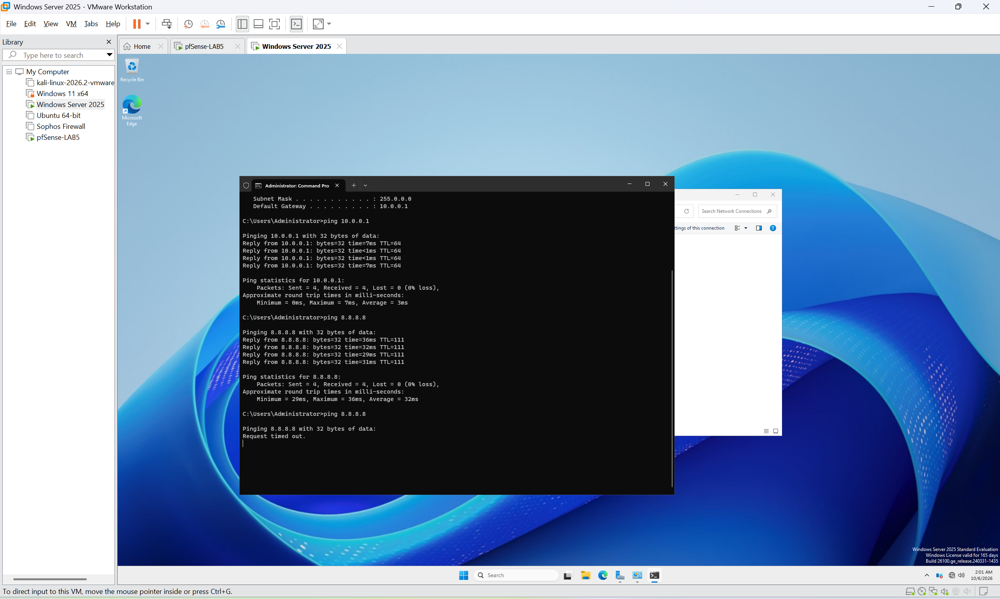 Windows Server 2025 - VMware Workstation
File Edit View VM Tabs Help
Library
Home
pfSense-LAB5
Windows Server 2025
Type here to search
My Computer
kali-linux-2026.2-vmware
Windows 11 x64
Windows Server 2025
Ubuntu 64-bit
Sophos Firewall
pfSense-LAB5
Recycle Bin
Microsoft
Edge
Administrator: Command Pro
Subnet Mask . . . . . . . . . . . : 255.0.0.0
Default Gateway . . . . . . . . . : 10.0.0.1
C:\Users\Administrator>ping 10.0.0.1
Pinging 10.0.0.1 with 32 bytes of data:
Reply from 10.0.0.1: bytes=32 time=7ms TTL=64
Reply from 10.0.0.1: bytes=32 time<1ms TTL=64
Reply from 10.0.0.1: bytes=32 time<1ms TTL=64
Reply from 10.0.0.1: bytes=32 time=7ms TTL=64
Ping statistics for 10.0.0.1:
Packets: Sent = 4, Received = 4, Lost = 0 (0% loss),
Approximate round trip times in milli-seconds:
Minimum = 0ms, Maximum = 7ms, Average = 3ms
C:\Users\Administrator>ping 8.8.8.8
Pinging 8.8.8.8 with 32 bytes of data:
Reply from 8.8.8.8: bytes=32 time=36ms TTL=111
Reply from 8.8.8.8: bytes=32 time=32ms TTL=111
Reply from 8.8.8.8: bytes=32 time=29ms TTL=111
Reply from 8.8.8.8: bytes=32 time=31ms TTL=111
Ping statistics for 8.8.8.8:
Packets: Sent = 4, Received = 4, Lost = 0 (0% loss),
Approximate round trip times in milli-seconds:
Minimum = 29ms, Maximum = 36ms, Average = 32ms
C:\Users\Administrator>ping 8.8.8.8
Pinging 8.8.8.8 with 32 bytes of data:
Request timed out.
Search Network Connections
ttings of this connection
Windows Server 2025 Standard Evaluation
Windows License valid for 165 days
Build 26100.ge_release.240331-1435
Search
2:01 AM
10/6/2026
To direct input to this VM, move the mouse pointer inside or press Ctrl+G.